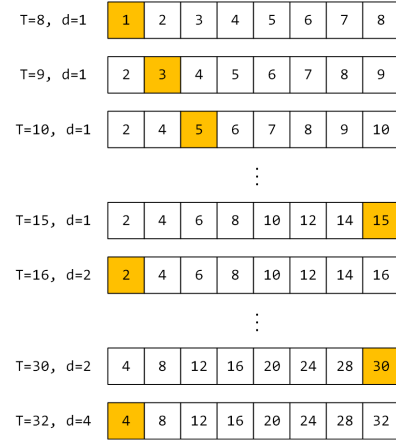 T=8, d=1 1 2 3 4 5 6 7 8
T=9, d=1 2 3 4 5 6 7 8 9
T=10, d=1 2 4 5 6 7 8 9 10
⋮
T=15, d=1 2 4 6 8 10 12 14 15
T=16, d=2 2 4 6 8 10 12 14 16
⋮
T=30, d=2 4 8 12 16 20 24 28 30
T=32, d=4 4 8 12 16 20 24 28 32